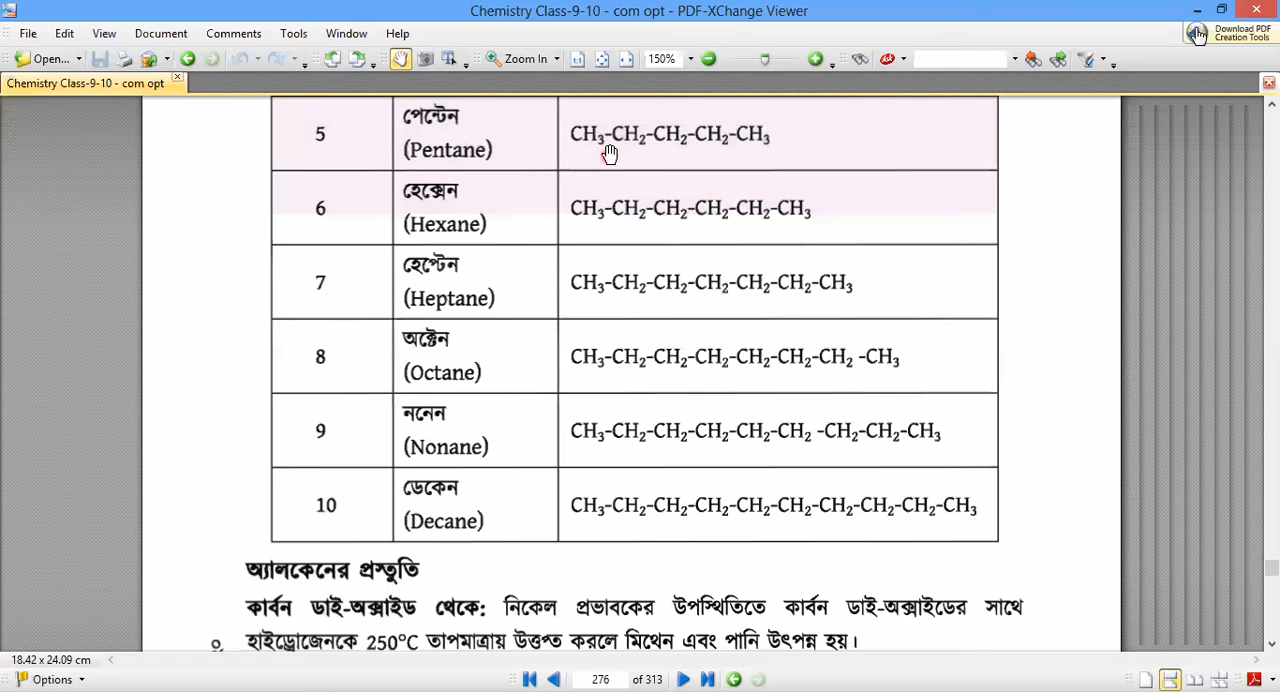 Chemistry Class-9-10 - com opt - PDF-XChange Viewer
File Edit View Document Comments Tools Window Help
Download PDF
Creation Tools
Open... Zoom In 150%
Chemistry Class-9-10 - com opt
5 পেন্টেন
(Pentane) CH₃-CH₂-CH₂-CH₂-CH₃
6 হেক্সেন
(Hexane) CH₃-CH₂-CH₂-CH₂-CH₂-CH₃
7 হেপ্টেন
(Heptane) CH₃-CH₂-CH₂-CH₂-CH₂-CH₂-CH₃
8 অক্টেন
(Octane) CH₃-CH₂-CH₂-CH₂-CH₂-CH₂-CH₂ -CH₃
9 ননেন
(Nonane) CH₃-CH₂-CH₂-CH₂-CH₂-CH₂ -CH₂-CH₂-CH₃
10 ডেকেন
(Decane) CH₃-CH₂-CH₂-CH₂-CH₂-CH₂-CH₂-CH₂-CH₂-CH₃
অ্যালকেনের প্রস্তুতি
কার্বন ডাই-অক্সাইড থেকে: নিকেল প্রভাবকের উপস্থিতিতে কার্বন ডাই-অক্সাইডের সাথে
হাইড্রোজেনকে 250°C তাপমাত্রায় উত্তপ্ত করলে মিথেন এবং পানি উৎপন্ন হয়।
18.42 x 24.09 cm
Options 276 of 313